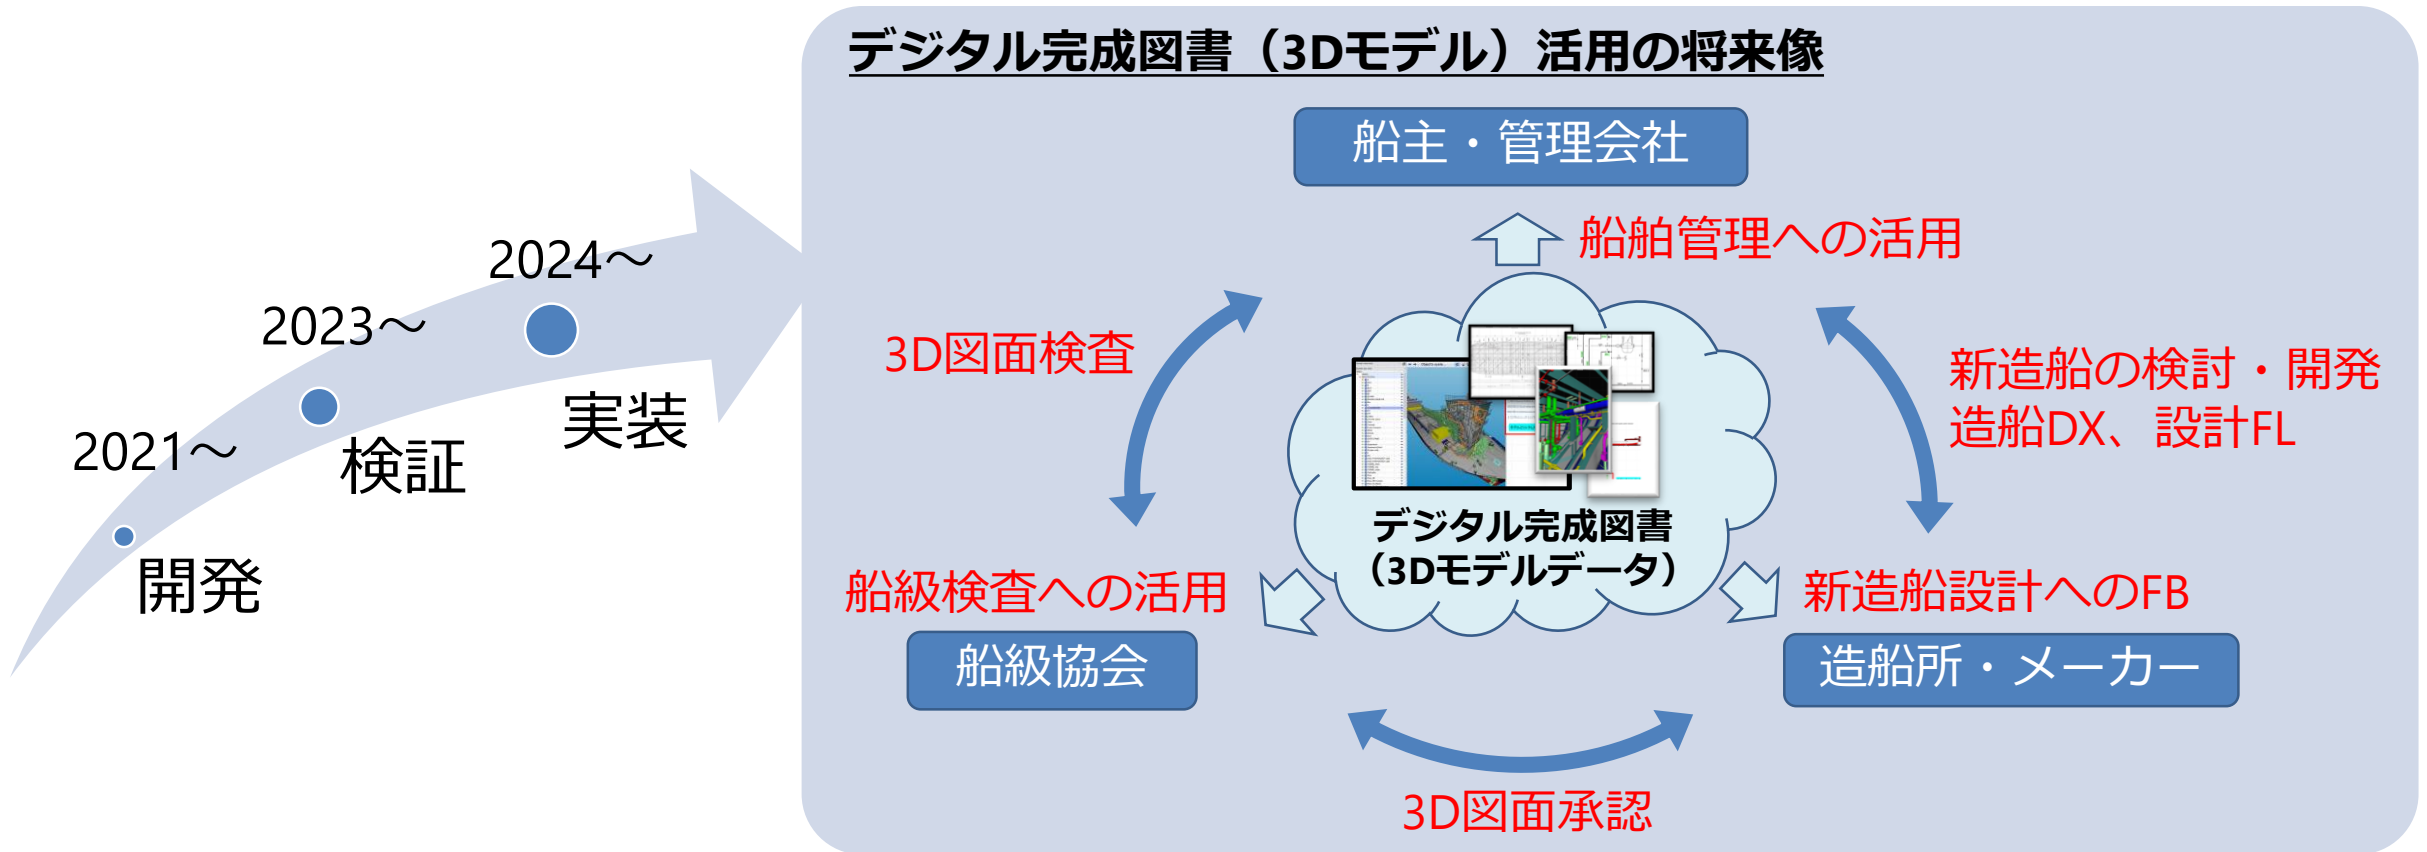 デジタル完成図書（3Dモデル）活用の将来像
船主・管理会社
船舶管理への活用
2024～
実装
2023～
検証
2021～
開発
3D図面検査
新造船の検討・開発
造船DX、設計FL
デジタル完成図書
（3Dモデルデータ）
船級検査への活用
船級協会
新造船設計へのFB
造船所・メーカー
3D図面承認